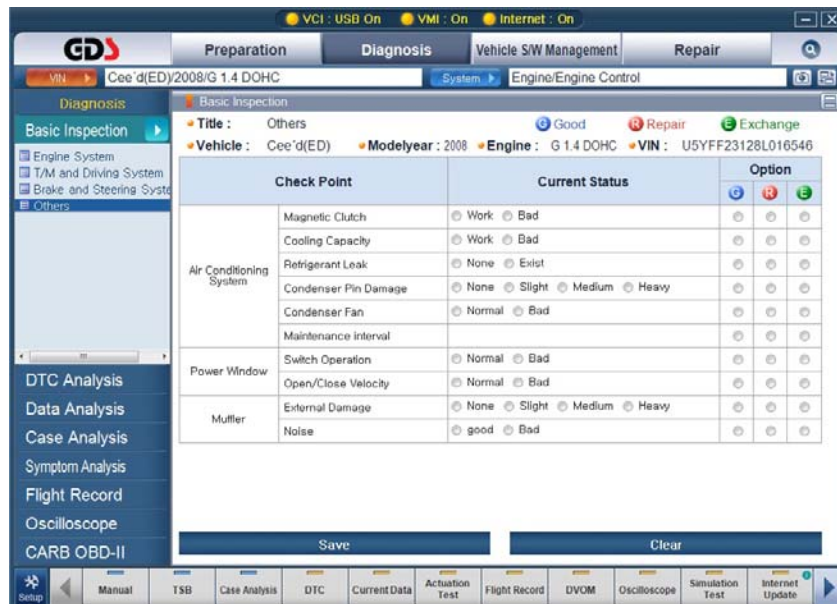 VCI : USB On VMI : On Internet : On
GDS Preparation Diagnosis Vehicle S/W Management Repair
VIN Cee'd(ED)/2008/G 1.4 DOHC System Engine/Engine Control
Diagnosis
Basic Inspection
Engine System
T/M and Driving System
Brake and Steering Syste
Others
DTC Analysis
Data Analysis
Case Analysis
Symptom Analysis
Flight Record
Oscilloscope
CARB OBD-II
Basic Inspection
Title : Others G Good R Repair E Exchange
Vehicle : Cee'd(ED) Modelyear : 2008 Engine : G 1.4 DOHC VIN : U5YFF23128L016546
Check Point Current Status Option
G R E
Air Conditioning
System
Magnetic Clutch Work Bad
Cooling Capacity Work Bad
Refrigerant Leak None Exist
Condenser Pin Damage None Slight Medium Heavy
Condenser Fan Normal Bad
Maintenance interval
Power Window
Switch Operation Normal Bad
Open/Close Velocity Normal Bad
Muffler
External Damage None Slight Medium Heavy
Noise good Bad
Save Clear
Setup Manual TSB Case Analysis DTC Current Data Actuation Test Flight Record DVOM Oscilloscope Simulation Test Internet Update